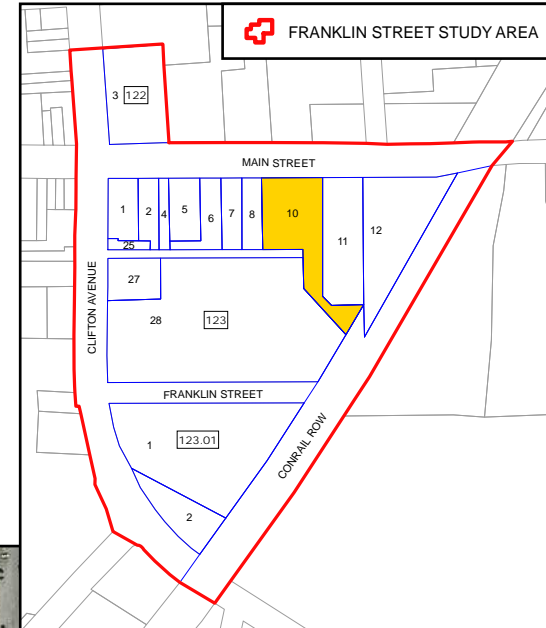 FRANKLIN STREET STUDY AREA
3 122
MAIN STREET
1 2 4 5 6 7 8 10 11 12
25
27
CLIFTON AVENUE
28 123
FRANKLIN STREET
1 123.01
CONRAIL ROW
2